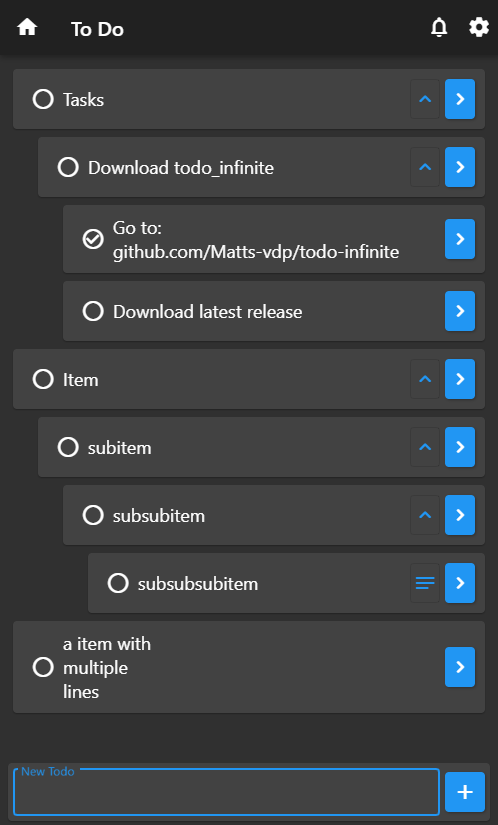 To Do
Tasks
Download todo_infinite
Go to:
github.com/Matts-vdp/todo-infinite
Download latest release
Item
subitem
subsubitem
subsubsubitem
a item with
multiple
lines
New Todo